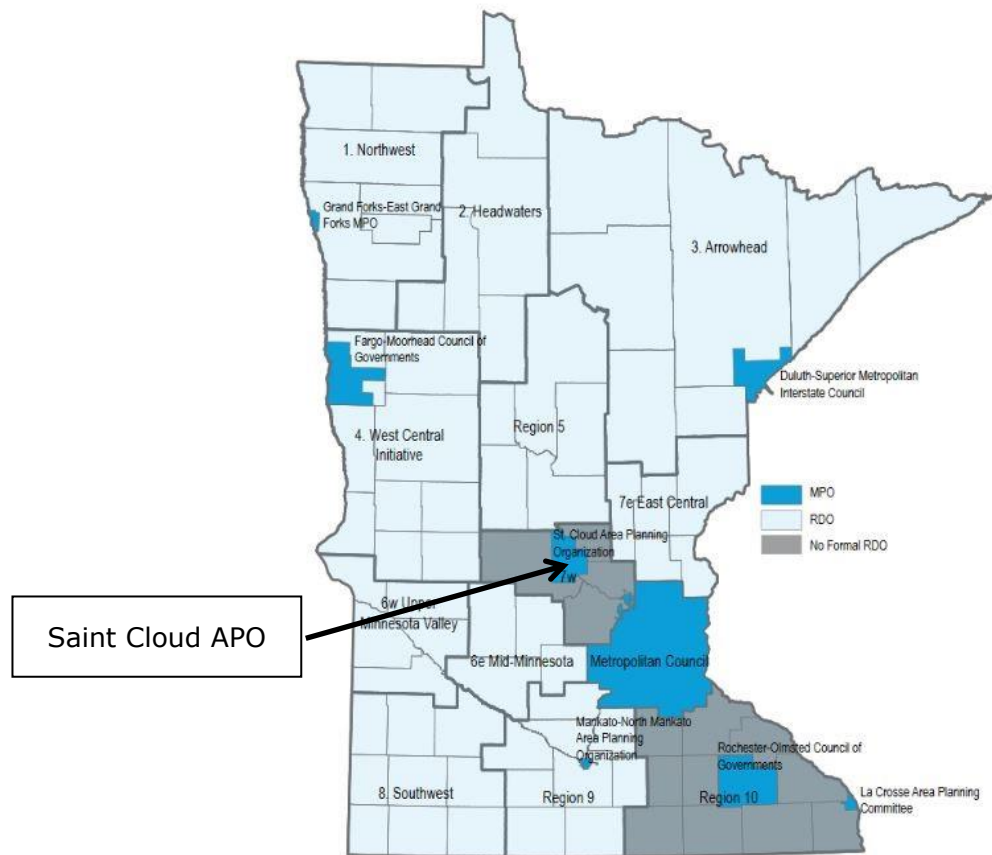 1. Northwest
Grand Forks-East Grand
Forks MPO
2. Headwaters
3. Arrowhead
Fargo-Moorhead Council of
Governments
Duluth-Superior Metropolitan
Interstate Council
4. West Central
Initiative
Region 5
7e East Central
MPO
RDO
No Formal RDO
St. Cloud Area Planning
Organization
7w
Saint Cloud APO
6w Upper
Minnesota Valley
6e Mid-Minnesota
Metropolitan Council
Mankato-North Mankato
Area Planning
Organization
Rochester-Olmsted Council of
Governments
8. Southwest
Region 9
Region 10
La Crosse Area Planning
Committee